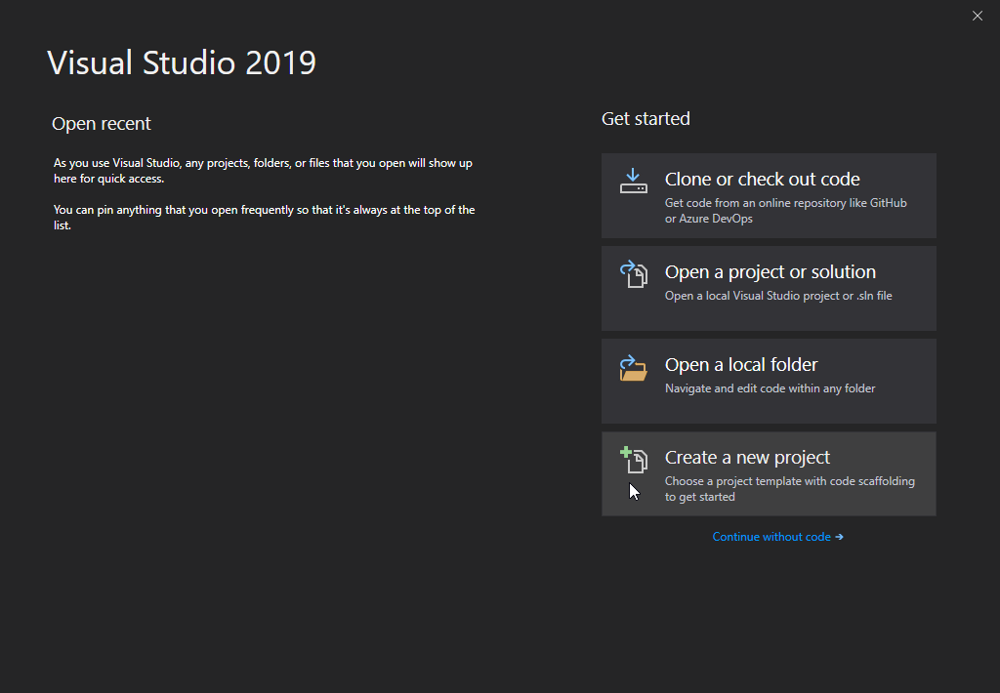 Visual Studio 2019
Open recent
As you use Visual Studio, any projects, folders, or files that you open will show up
here for quick access.
You can pin anything that you open frequently so that it's always at the top of the
list.
Get started
Clone or check out code
Get code from an online repository like GitHub
or Azure DevOps
Open a project or solution
Open a local Visual Studio project or .sln file
Open a local folder
Navigate and edit code within any folder
Create a new project
Choose a project template with code scaffolding
to get started
Continue without code →